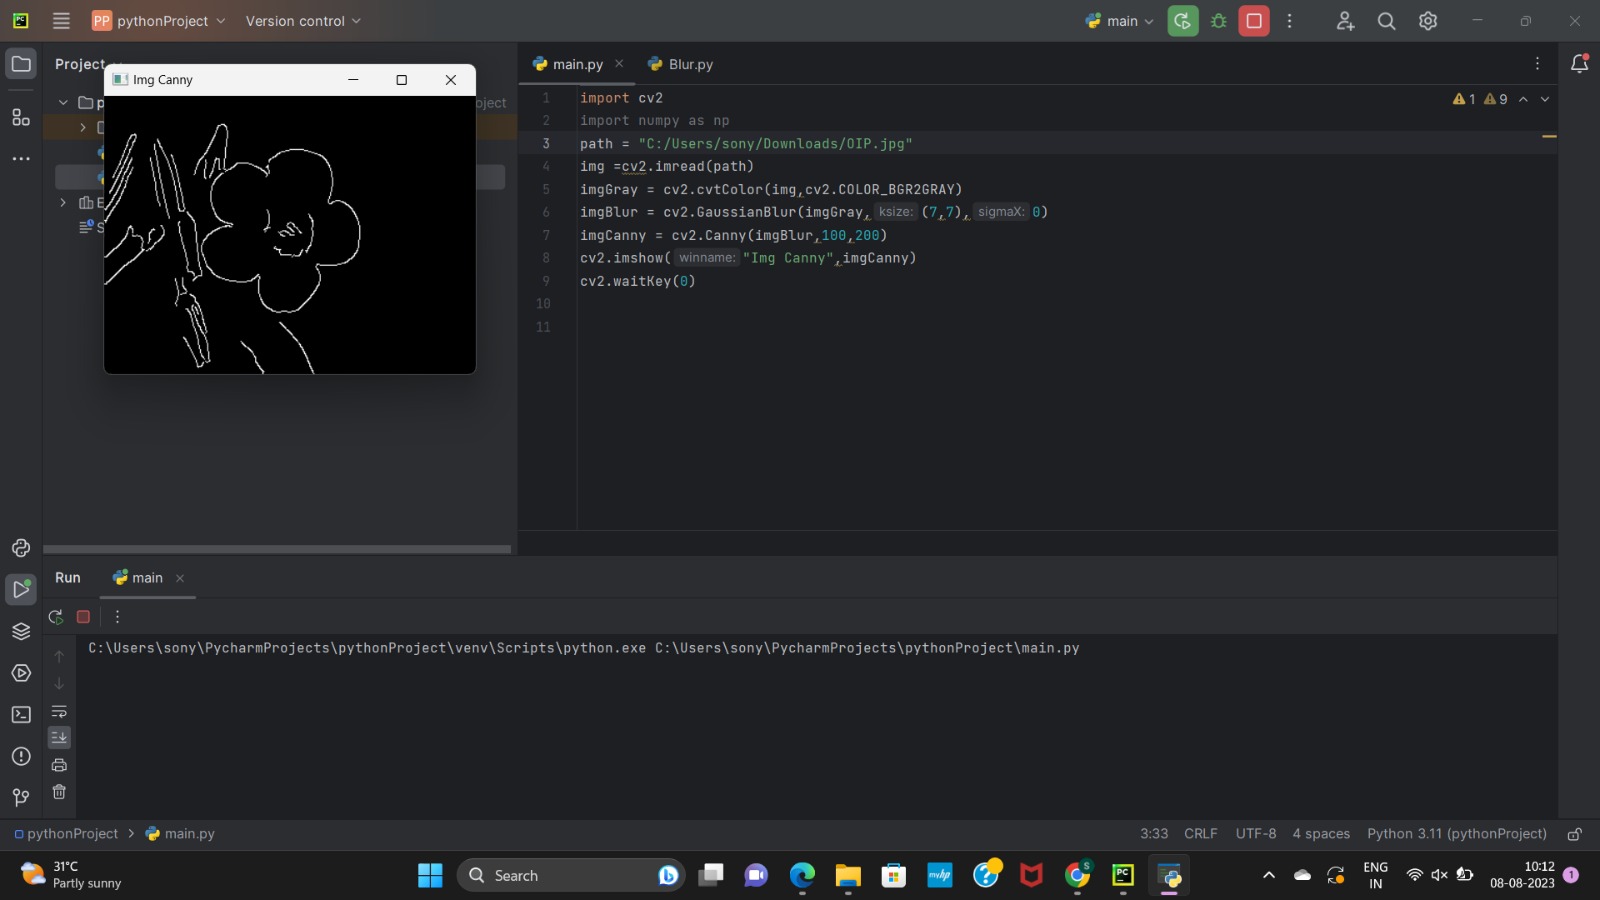 PC
PP pythonProject Version control main
Project
Img Canny
main.py Blur.py
oject
1 import cv2 1 9
2 import numpy as np
3 path = "C:/Users/sony/Downloads/OIP.jpg"
4 img =cv2.imread(path)
5 imgGray = cv2.cvtColor(img,cv2.COLOR_BGR2GRAY)
6 imgBlur = cv2.GaussianBlur(imgGray, ksize: (7,7), sigmaX: 0)
7 imgCanny = cv2.Canny(imgBlur,100,200)
8 cv2.imshow( winname: "Img Canny",imgCanny)
9 cv2.waitKey(0)
10
11
Run main
C:\Users\sony\PycharmProjects\pythonProject\venv\Scripts\python.exe C:\Users\sony\PycharmProjects\pythonProject\main.py
pythonProject main.py 3:33 CRLF UTF-8 4 spaces Python 3.11 (pythonProject)
31°C
Partly sunny
Search
myhp
S
PC
ENG
IN
10:12
08-08-2023 1